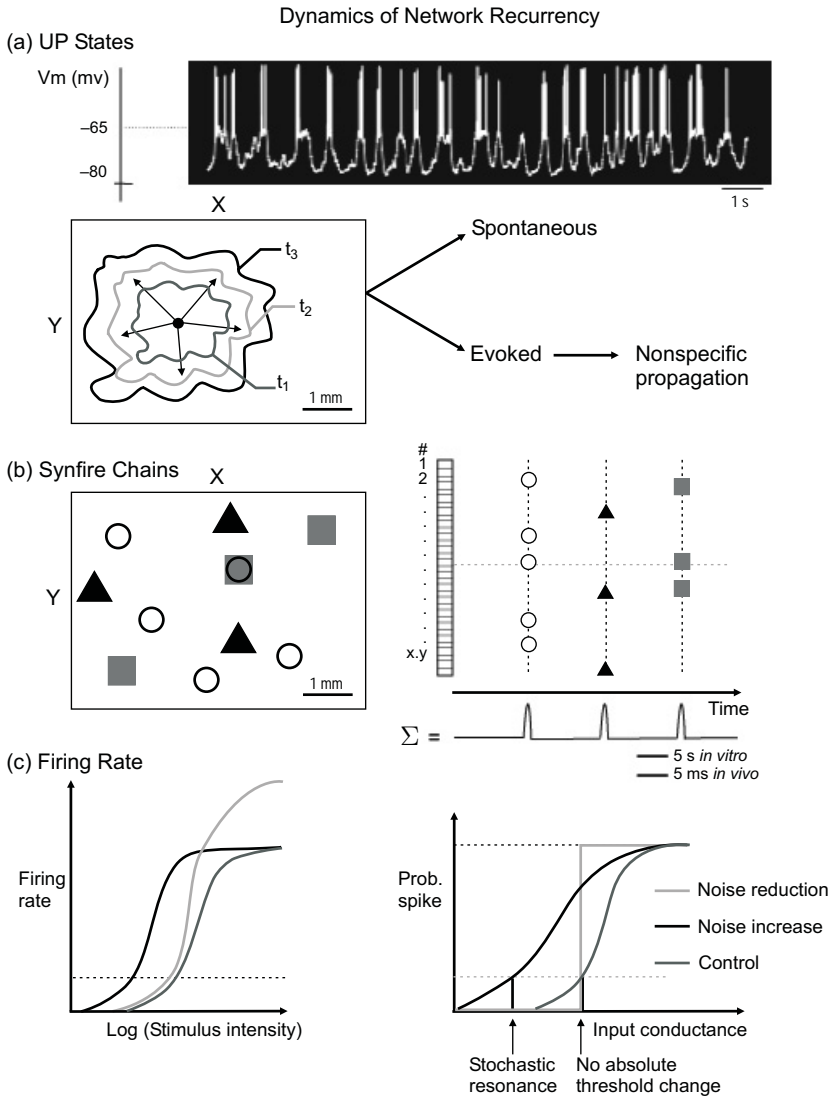 Dynamics of Network Recurrency
(a) UP States
Vm (mv)
–65
–80
1 s
X
Y
t3
t2
t1
1 mm
Spontaneous
Evoked
Nonspecific
propagation
(b) Synfire Chains
X
Y
1 mm
#
1
2
.
.
.
.
.
.
.
x.y
Time
Σ =
5 s in vitro
5 ms in vivo
(c) Firing Rate
Firing
rate
Log (Stimulus intensity)
Prob.
spike
Noise reduction
Noise increase
Control
Input conductance
Stochastic
resonance
No absolute
threshold change